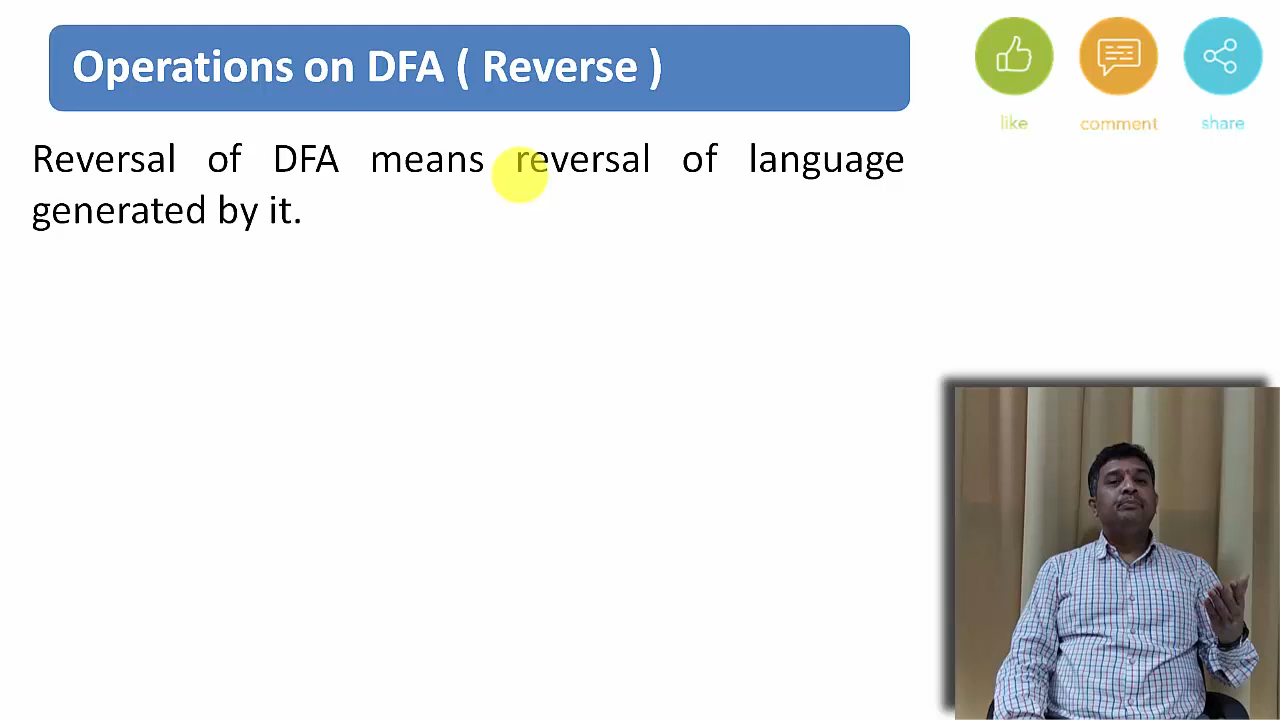 Operations on DFA ( Reverse )
like
comment
share
Reversal of DFA means reversal of language
generated by it.